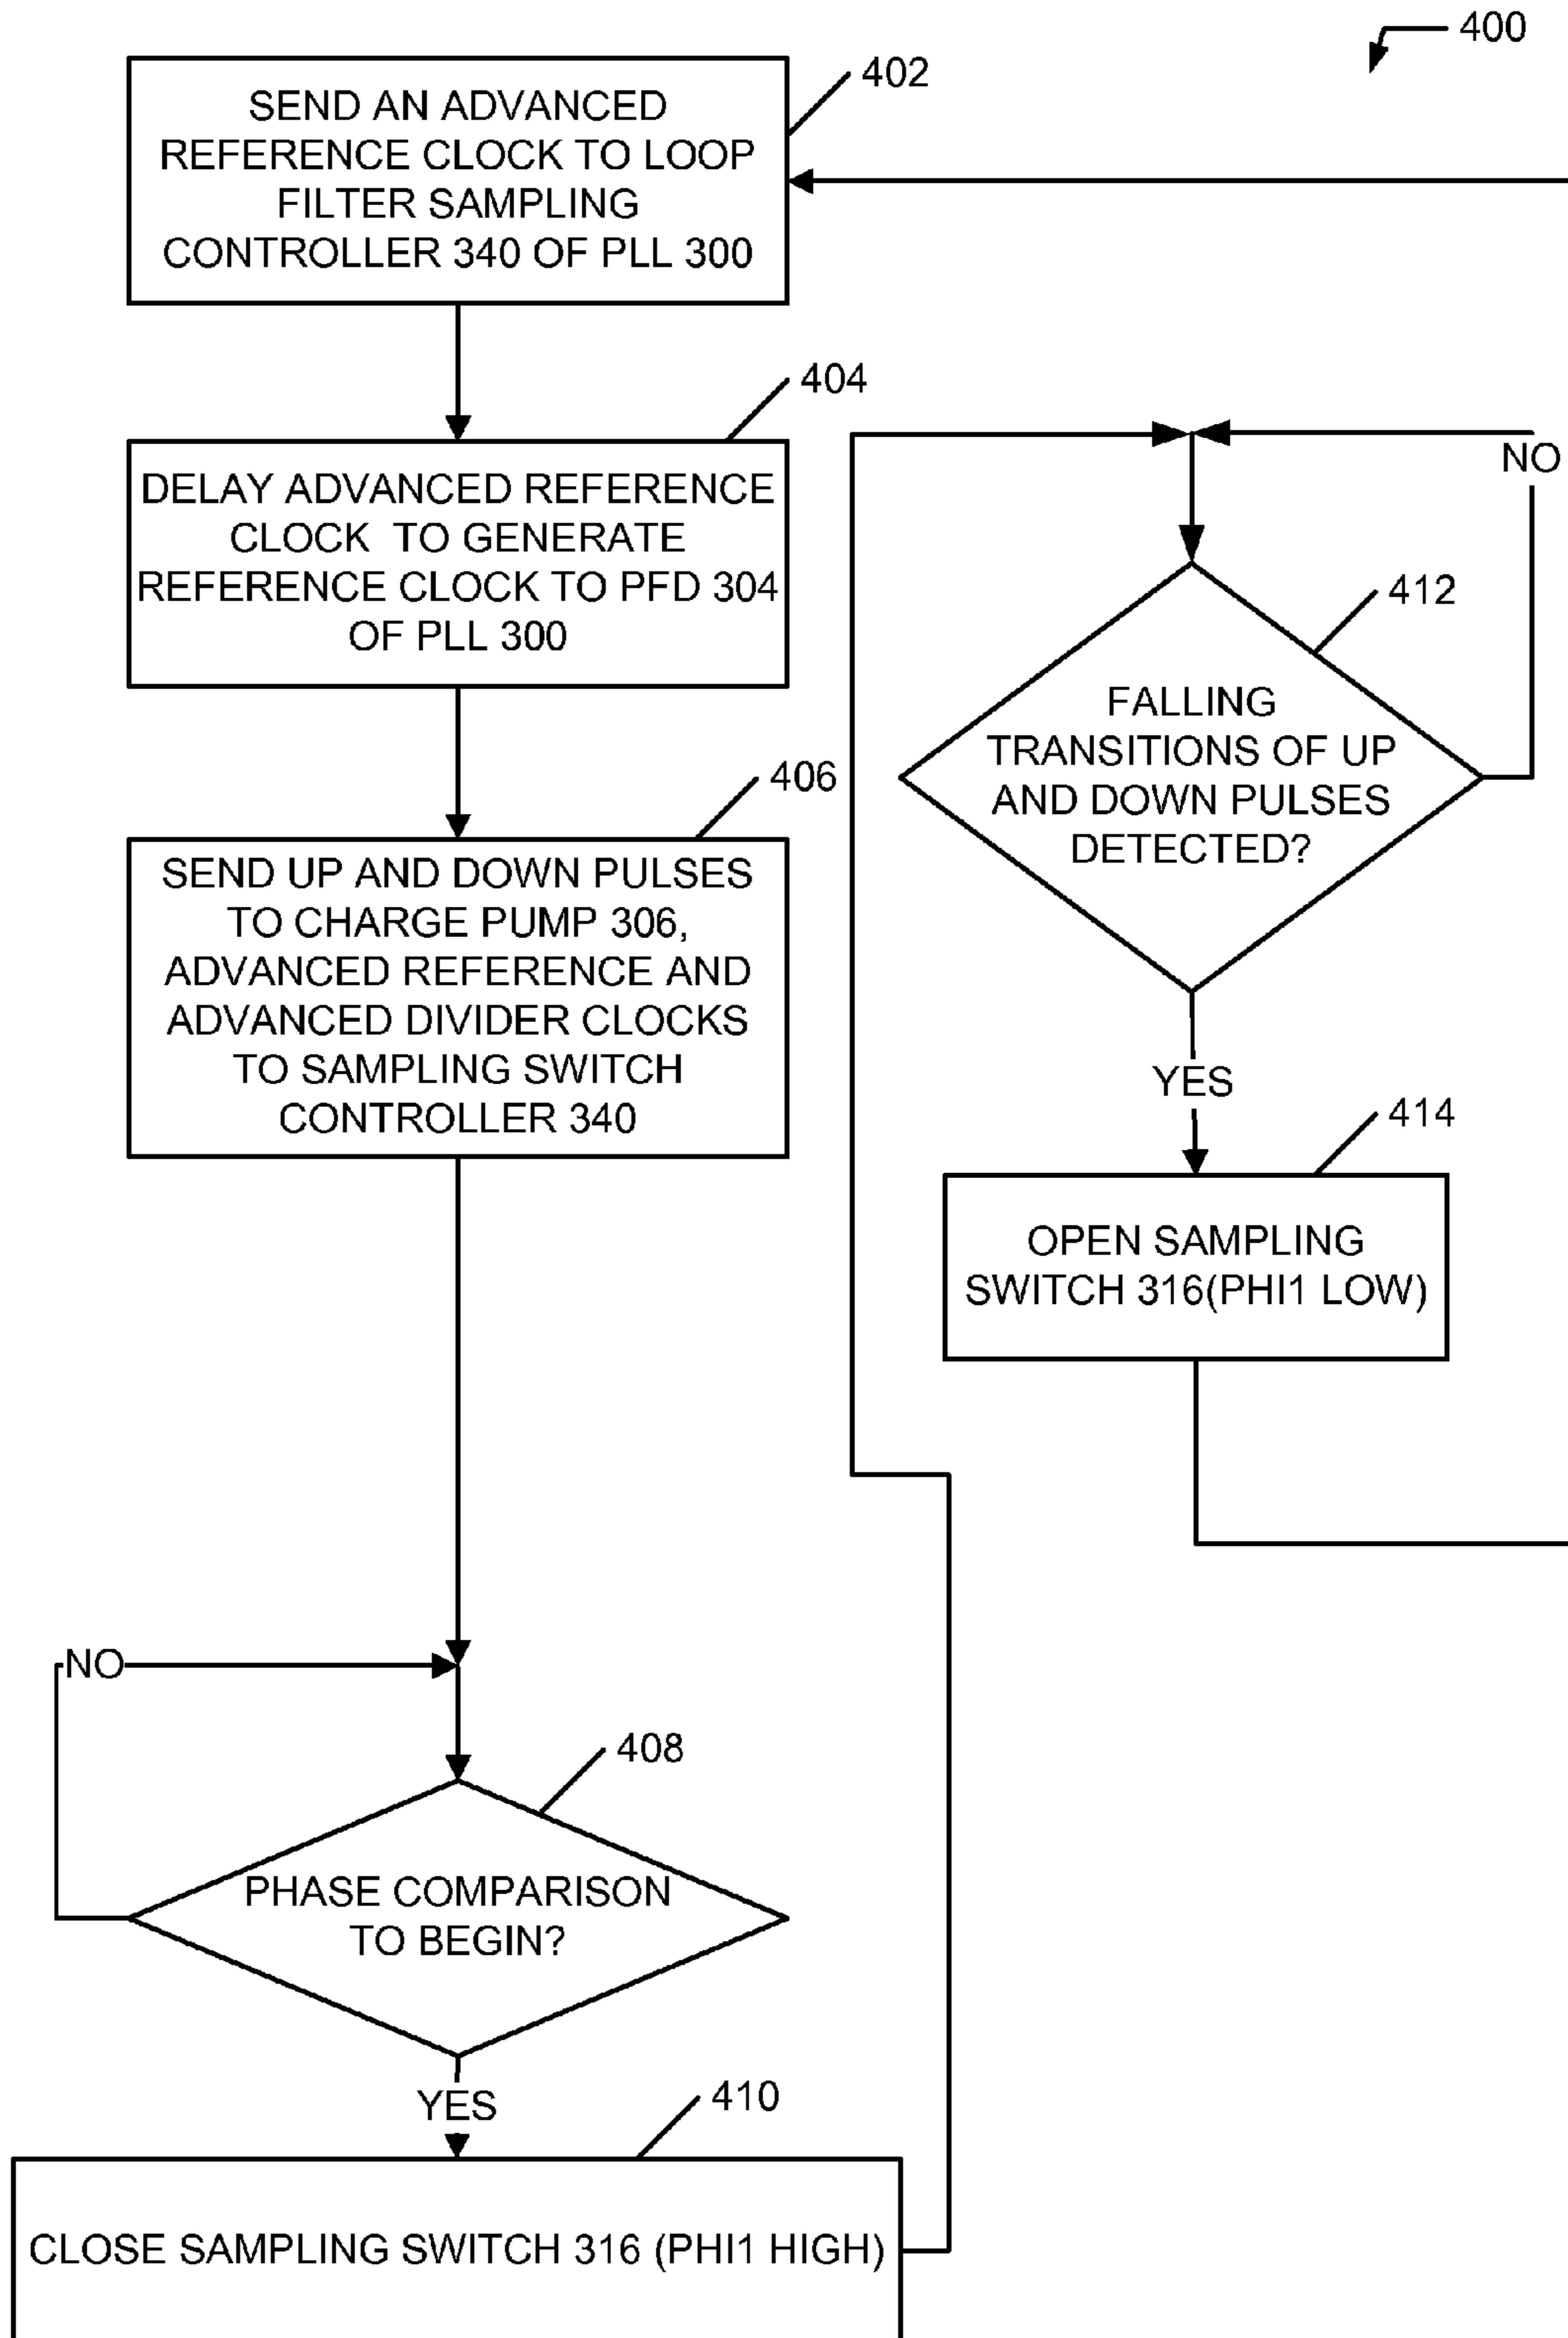 400
402
SEND AN ADVANCED
REFERENCE CLOCK TO LOOP
FILTER SAMPLING
CONTROLLER 340 OF PLL 300
404
DELAY ADVANCED REFERENCE
CLOCK TO GENERATE
REFERENCE CLOCK TO PFD 304
OF PLL 300
406
SEND UP AND DOWN PULSES
TO CHARGE PUMP 306,
ADVANCED REFERENCE AND
ADVANCED DIVIDER CLOCKS
TO SAMPLING SWITCH
CONTROLLER 340
NO
408
PHASE COMPARISON
TO BEGIN?
YES
410
CLOSE SAMPLING SWITCH 316 (PHI1 HIGH)
NO
412
FALLING
TRANSITIONS OF UP
AND DOWN PULSES
DETECTED?
YES
414
OPEN SAMPLING
SWITCH 316(PHI1 LOW)